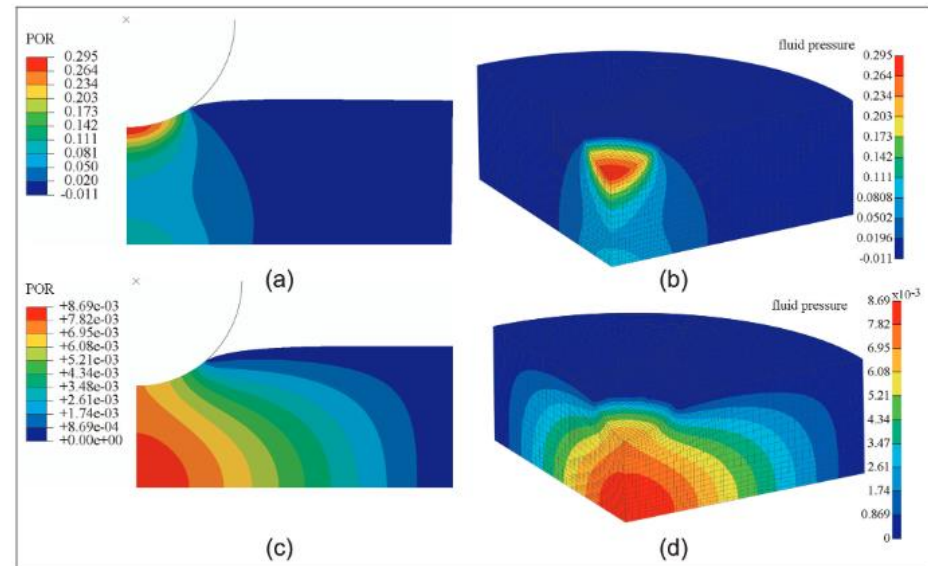 POR
0.295
0.264
0.234
0.203
0.173
0.142
0.111
0.081
0.050
0.020
-0.011
(a)
fluid pressure
0.295
0.264
0.234
0.203
0.173
0.142
0.111
0.0808
0.0502
0.0196
-0.011
(b)
POR
+8.69e-03
+7.82e-03
+6.95e-03
+6.08e-03
+5.21e-03
+4.34e-03
+3.48e-03
+2.61e-03
+1.74e-03
+8.69e-04
+0.00e+00
(c)
fluid pressure
x10-3
8.69
7.82
6.95
6.08
5.21
4.34
3.47
2.61
1.74
0.869
0
(d)